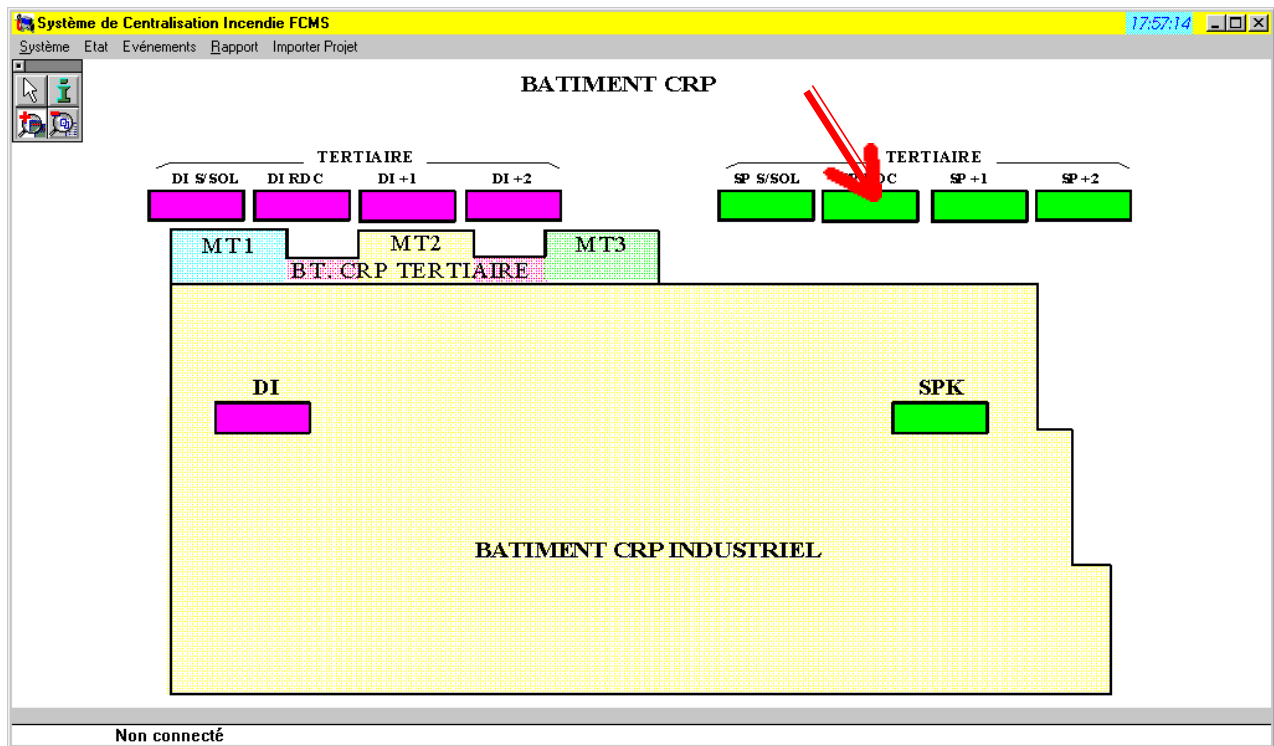 Système de Centralisation Incendie FCMS 17:57:14
Système Etat Evénements Rapport Importer Projet
BATIMENT CRP
TERTIAIRE TERTIAIRE
DI S/SOL DI RDC DI +1 DI +2 SP S/SOL SP +1 SP +2
MT1 MT2 MT3
BT. CRP TERTIAIRE
DI SPK
BATIMENT CRP INDUSTRIEL
Non connecté